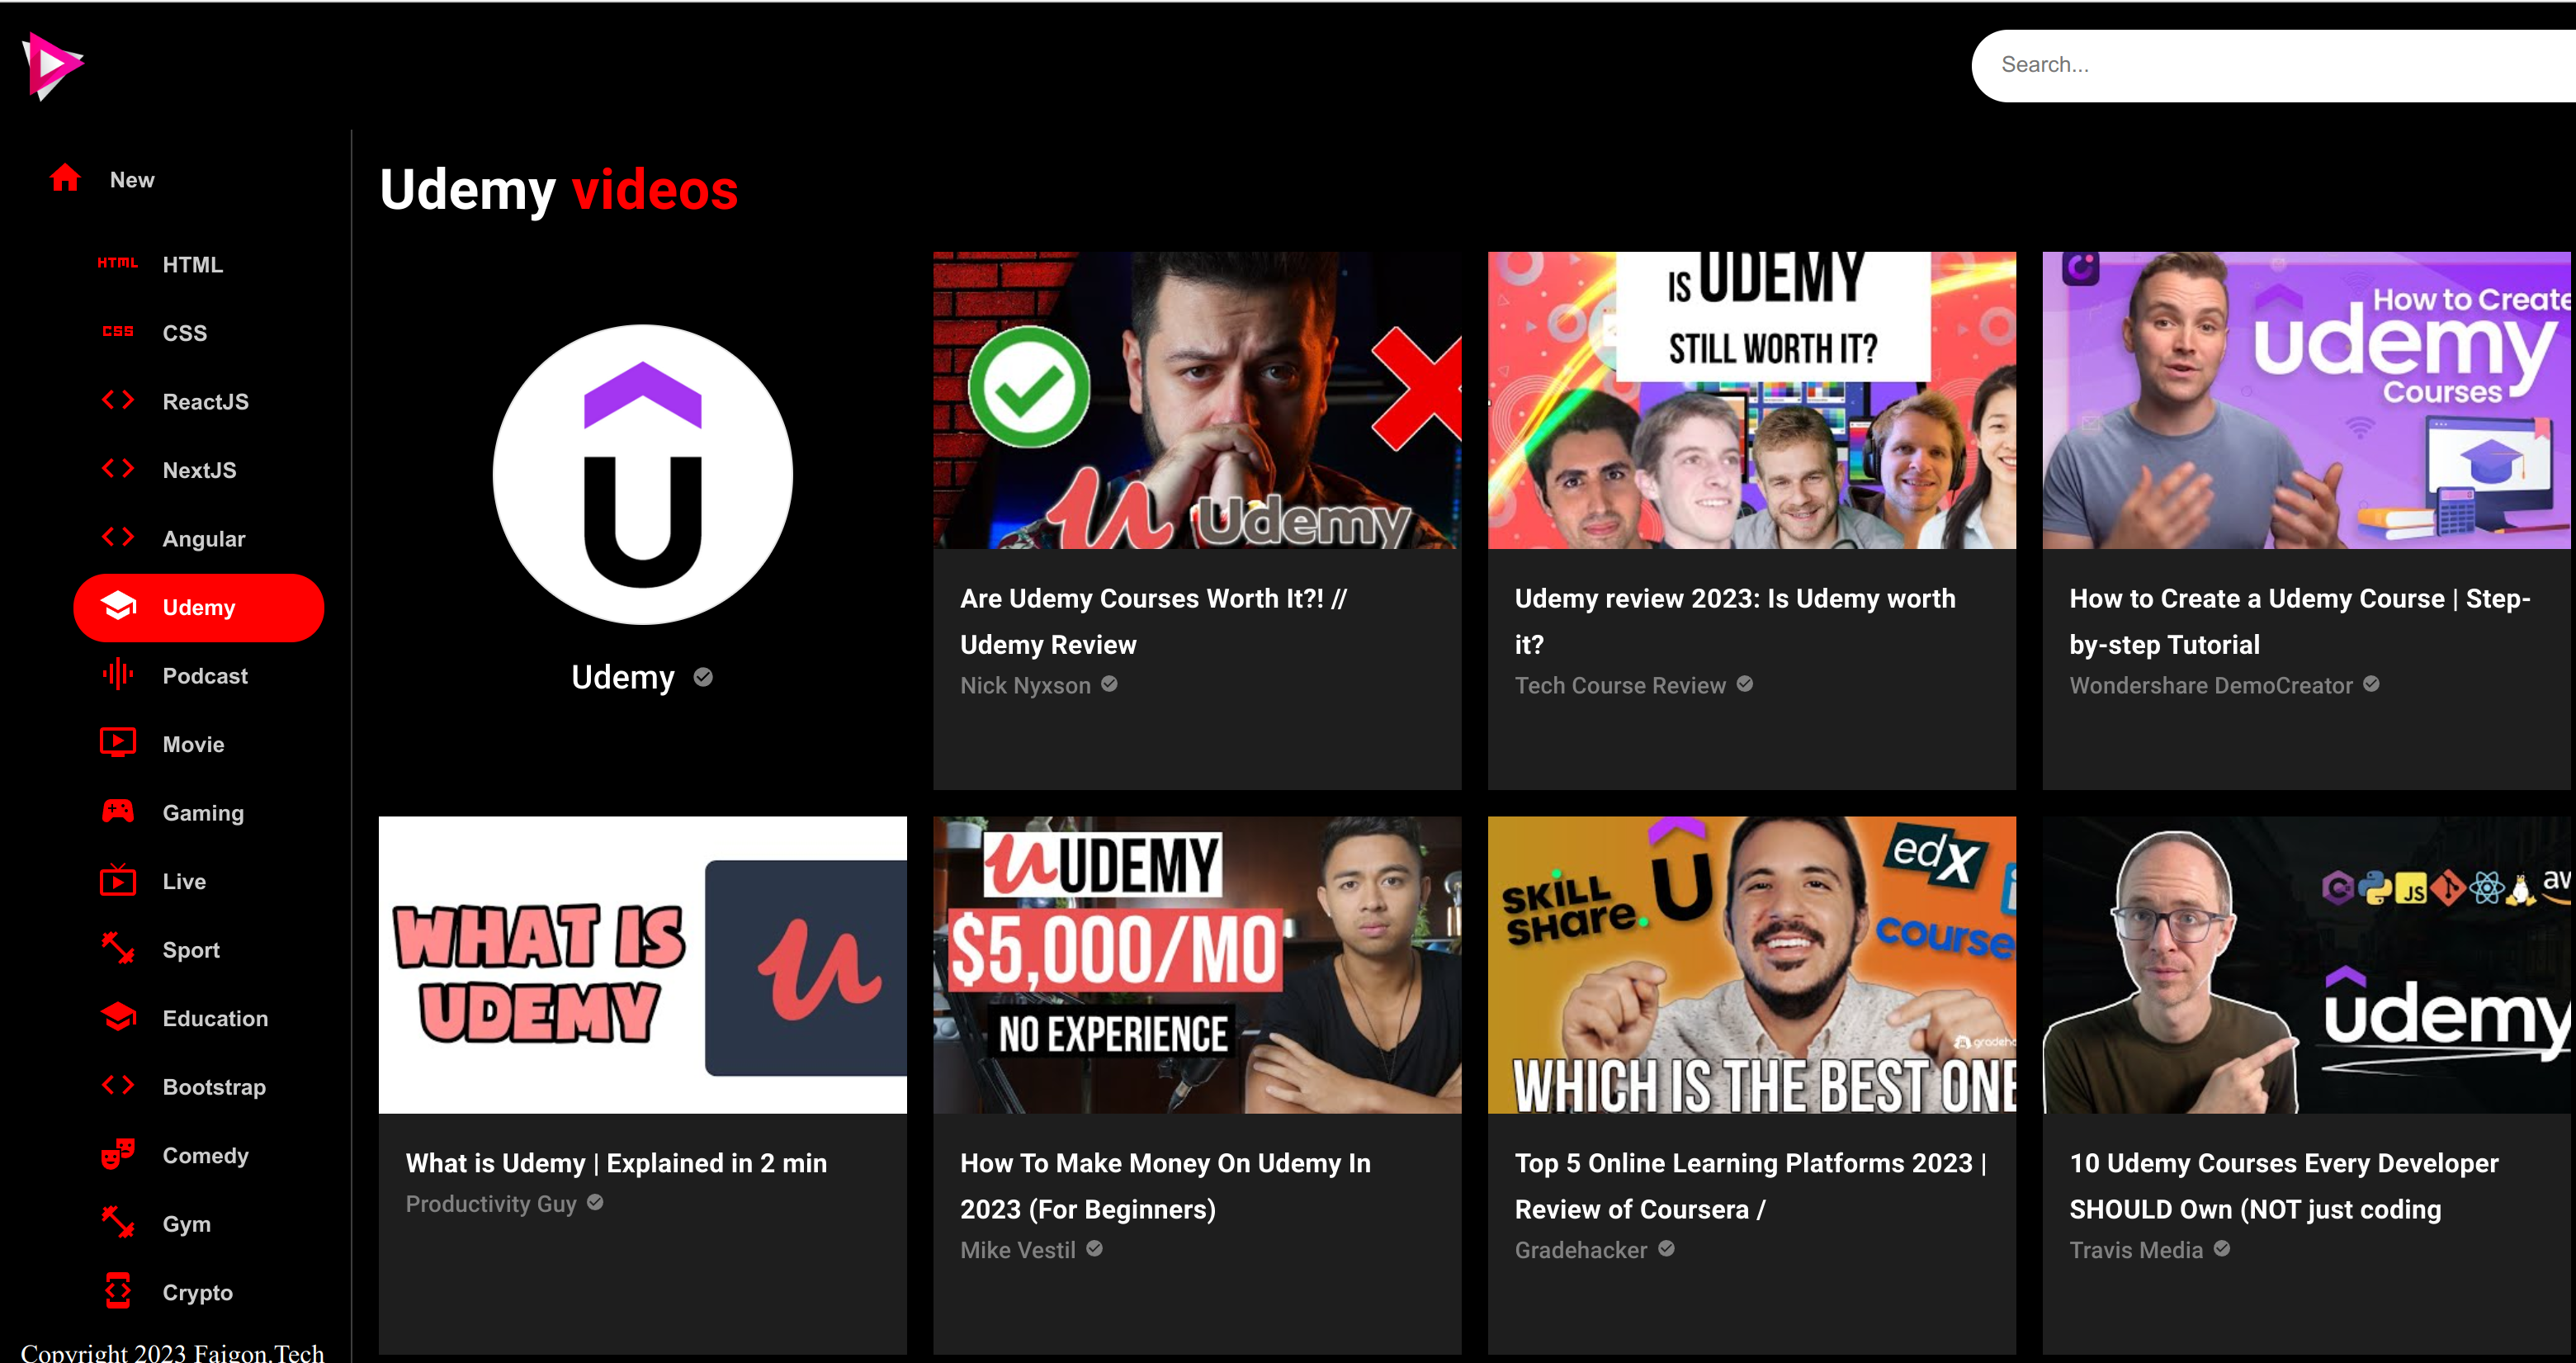 Search...
New
HTML HTML
CSS CSS
ReactJS
NextJS
Angular
Udemy
Podcast
Movie
Gaming
Live
Sport
Education
Bootstrap
Comedy
Gym
Crypto
Copyright 2023 Faigon.Tech
Udemy videos
Udemy
Udemy
Are Udemy Courses Worth It?! //
Udemy Review
Nick Nyxson
IS UDEMY
STILL WORTH IT?
Udemy review 2023: Is Udemy worth
it?
Tech Course Review
How to Create
udemy
Courses
How to Create a Udemy Course | Step-
by-step Tutorial
Wondershare DemoCreator
WHAT IS
UDEMY
What is Udemy | Explained in 2 min
Productivity Guy
UDEMY
$5,000/MO
NO EXPERIENCE
How To Make Money On Udemy In
2023 (For Beginners)
Mike Vestil
SKILL
SHARE.
edX
course
WHICH IS THE BEST ONE
Top 5 Online Learning Platforms 2023 |
Review of Coursera /
Gradehacker
JS
udemy
10 Udemy Courses Every Developer
SHOULD Own (NOT just coding
Travis Media